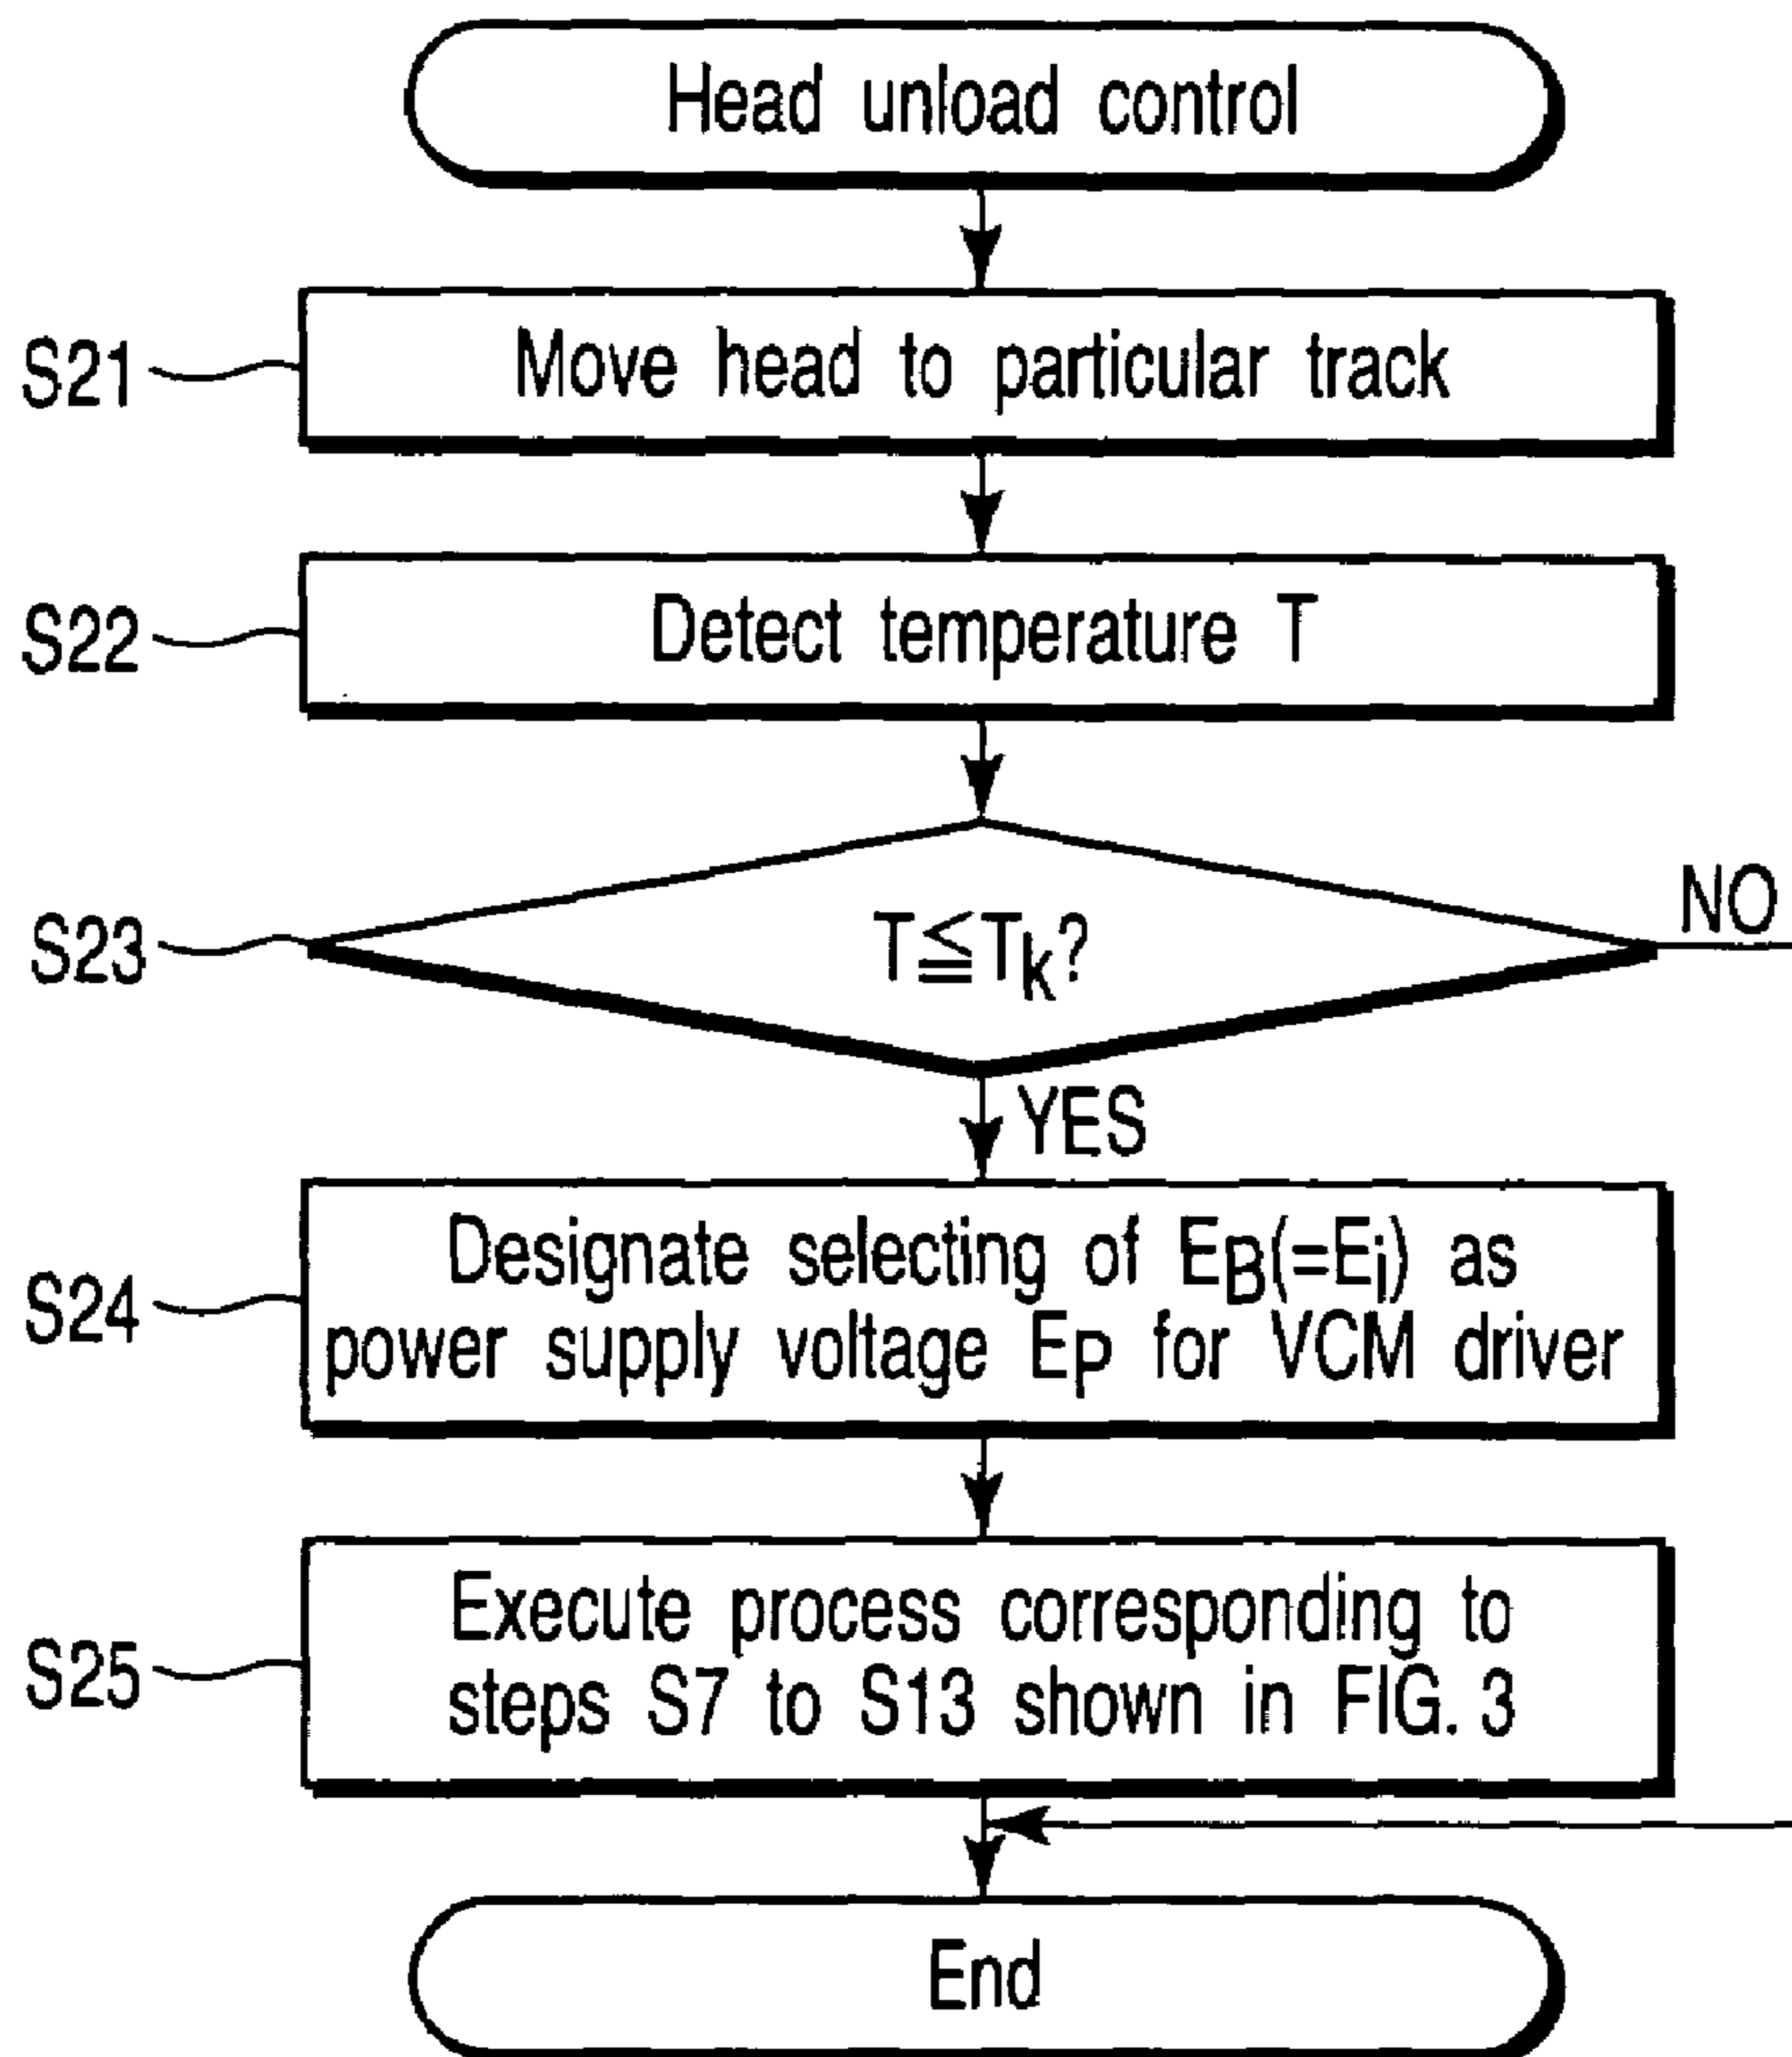 Head unload control
S21
Move head to particular track
S22
Detect temperature T
S23
T≦Tk?
NO
YES
S24
Designate selecting of EB(=Ei) as
power supply voltage EP for VCM driver
S25
Execute process corresponding to
steps S7 to S13 shown in FIG. 3
End